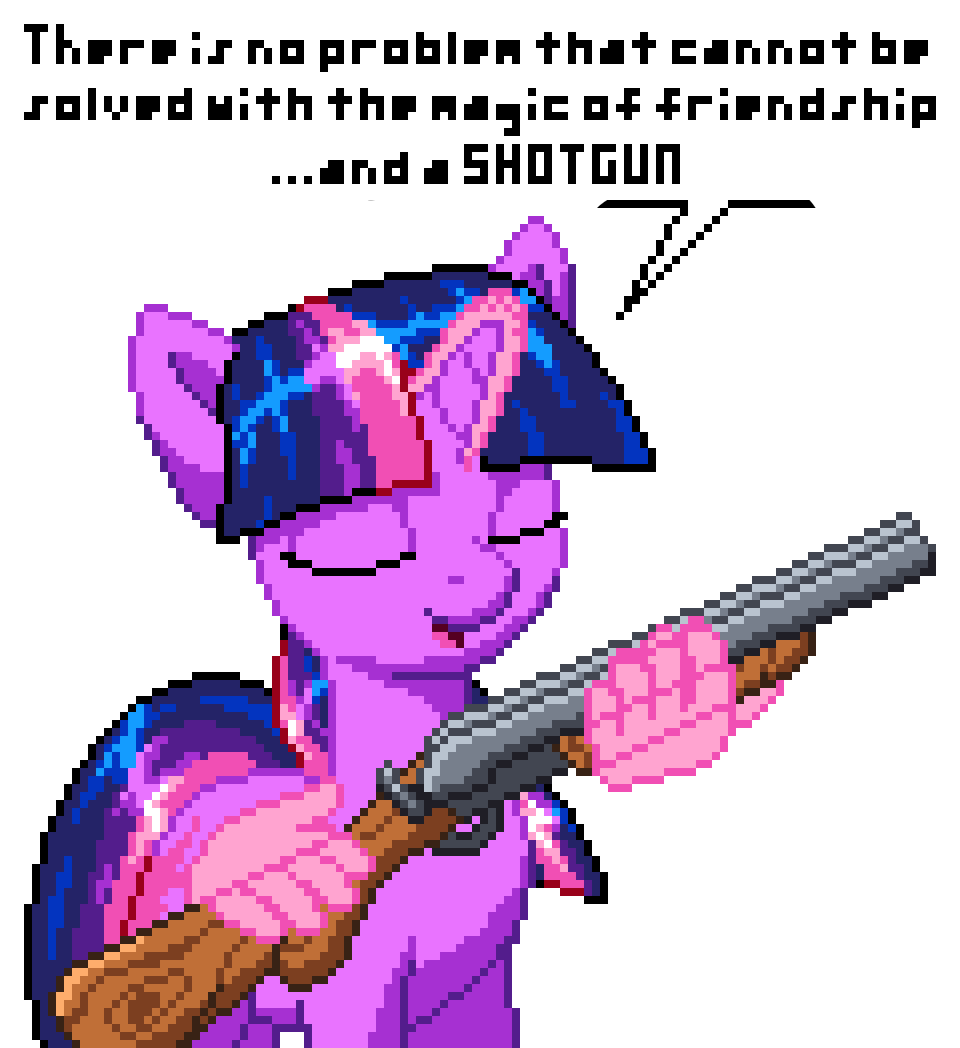 There is no problem that cannot be
solved with the magic of friendship
...and a SHOTGUN